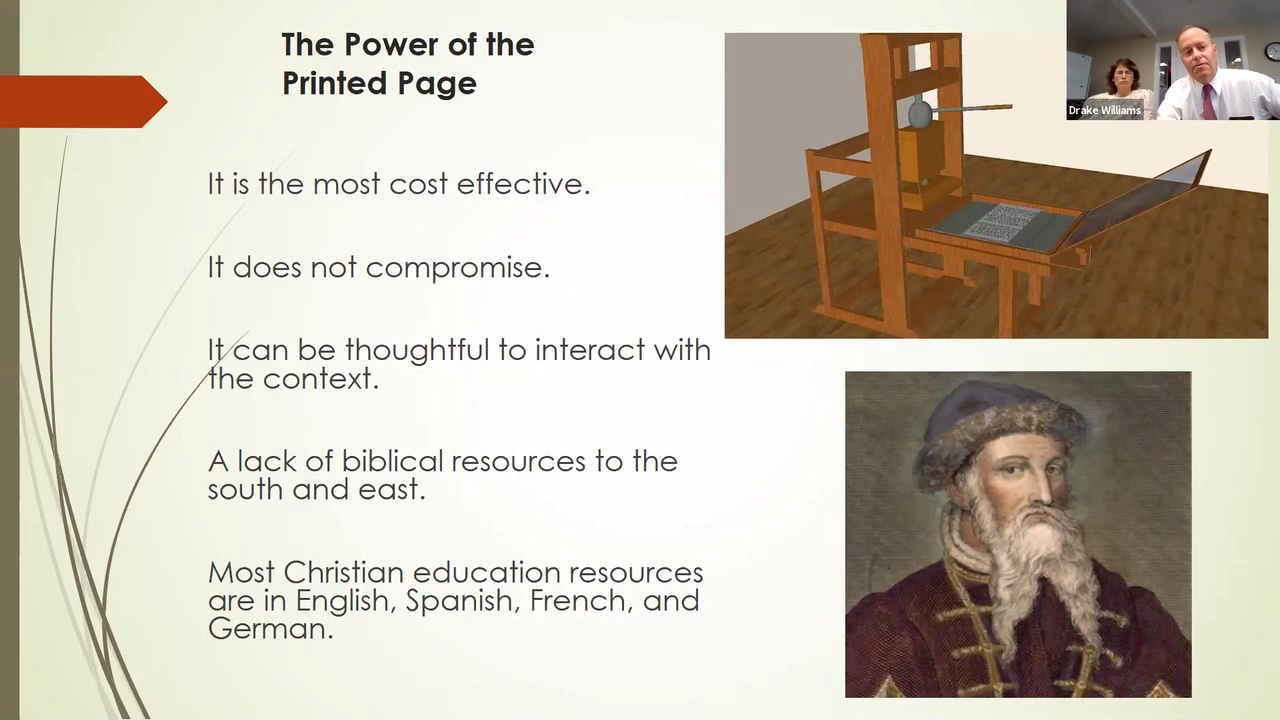 The Power of the
Printed Page
Drake Williams
It is the most cost effective.
It does not compromise.
It can be thoughtful to interact with
the context.
A lack of biblical resources to the
south and east.
Most Christian education resources
are in English, Spanish, French, and
German.